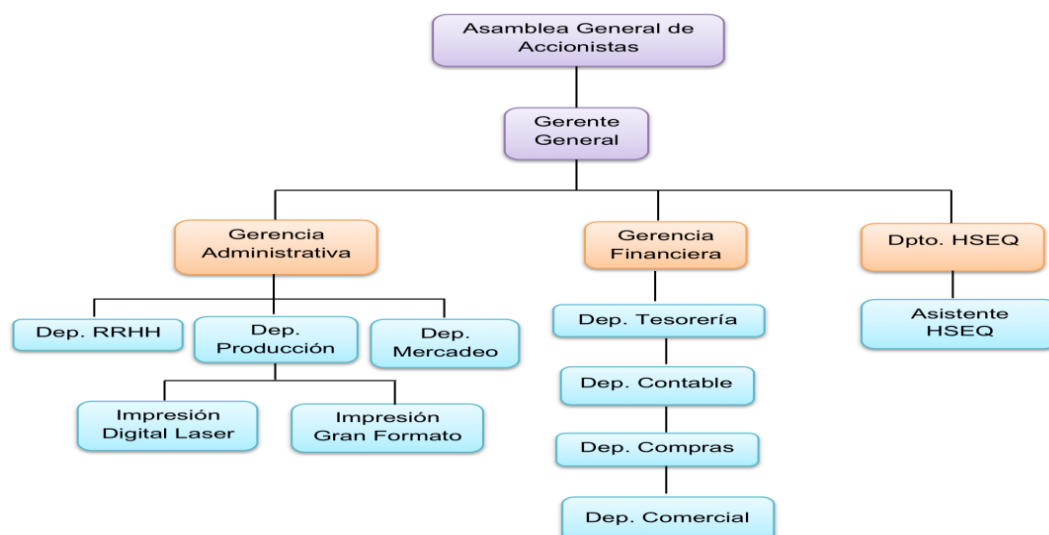 Asamblea General de
Accionistas
Gerente
General
Gerencia
Administrativa
Gerencia
Financiera
Dpto. HSEQ
Dep. RRHH
Dep.
Producción
Dep.
Mercadeo
Dep. Tesorería
Asistente
HSEQ
Impresión
Digital Laser
Impresión
Gran Formato
Dep. Contable
Dep. Compras
Dep. Comercial